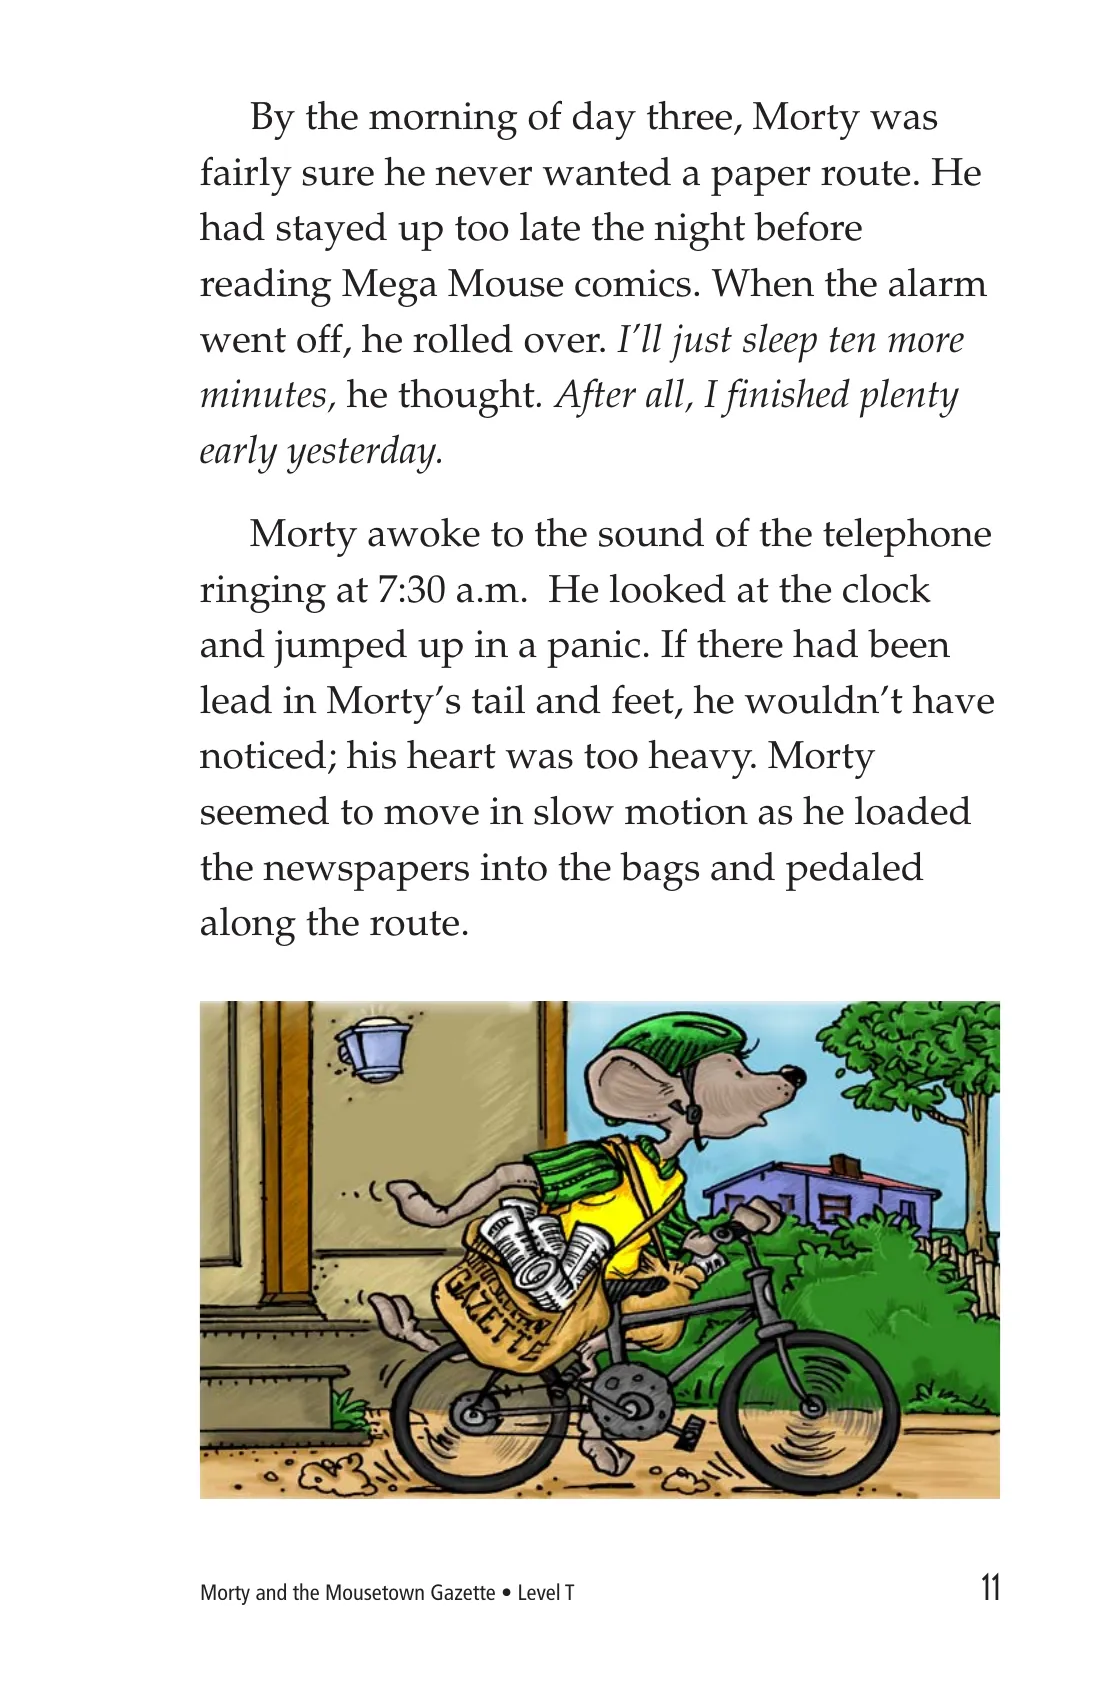 By the morning of day three, Morty was
fairly sure he never wanted a paper route. He
had stayed up too late the night before
reading Mega Mouse comics. When the alarm
went off, he rolled over. I’ll just sleep ten more
minutes, he thought. After all, I finished plenty
early yesterday.
Morty awoke to the sound of the telephone
ringing at 7:30 a.m.  He looked at the clock
and jumped up in a panic. If there had been
lead in Morty’s tail and feet, he wouldn’t have
noticed; his heart was too heavy. Morty
seemed to move in slow motion as he loaded
the newspapers into the bags and pedaled
along the route.
GAZETTE
Morty and the Mousetown Gazette • Level T
11